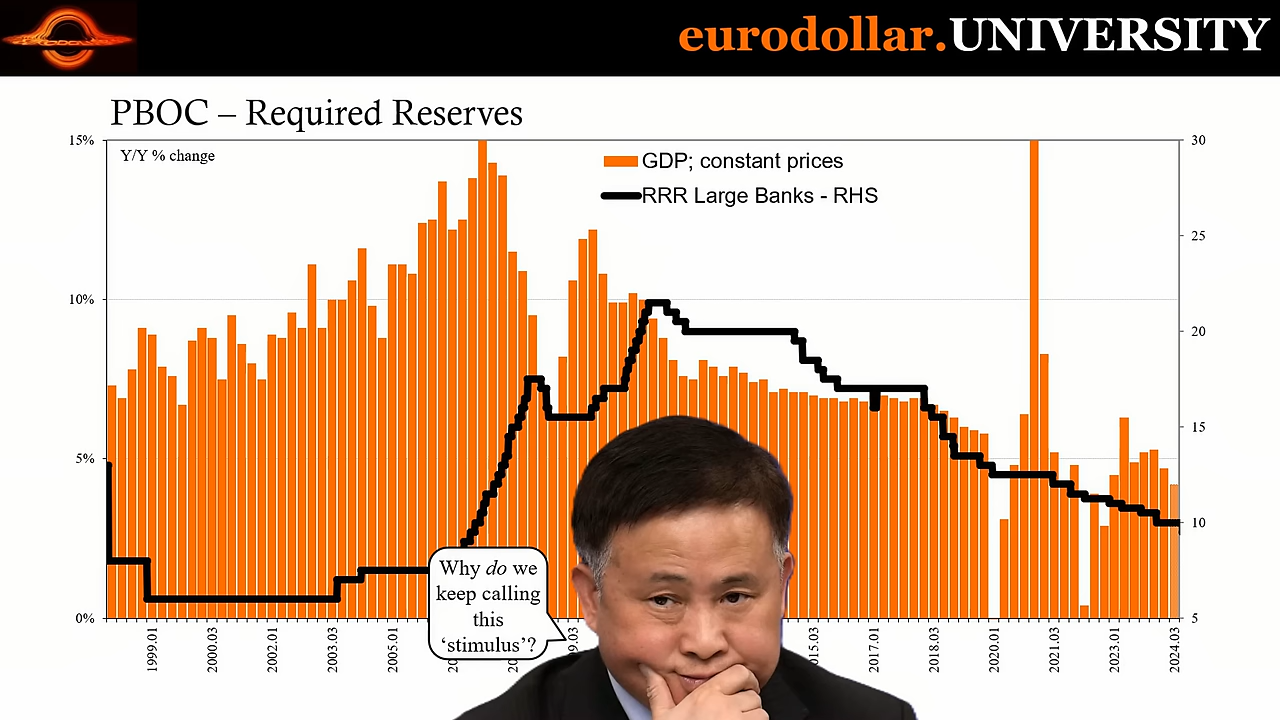 eurodollar.UNIVERSITY
PBOC – Required Reserves
15%
30
Y/Y % change
GDP; constant prices
RRR Large Banks - RHS
25
10%
20
15
5%
10
0%
5
Why do we
keep calling
this
‘stimulus’?
1999.01
2000.03
2002.01
2003.03
2005.01
2017.01
2018.03
2020.01
2021.03
2023.01
2024.03